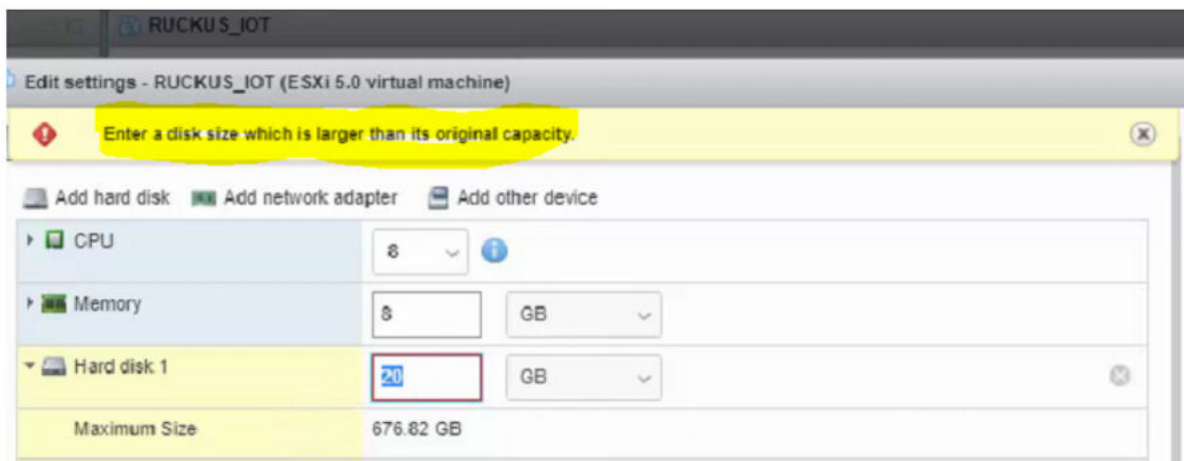 RUCKUS_IOT
Edit settings - RUCKUS_IOT (ESXi 5.0 virtual machine)
Enter a disk size which is larger than its original capacity.
Add hard disk Add network adapter Add other device
CPU 8
Memory 8 GB
Hard disk 1 20 GB
Maximum Size 676.82 GB